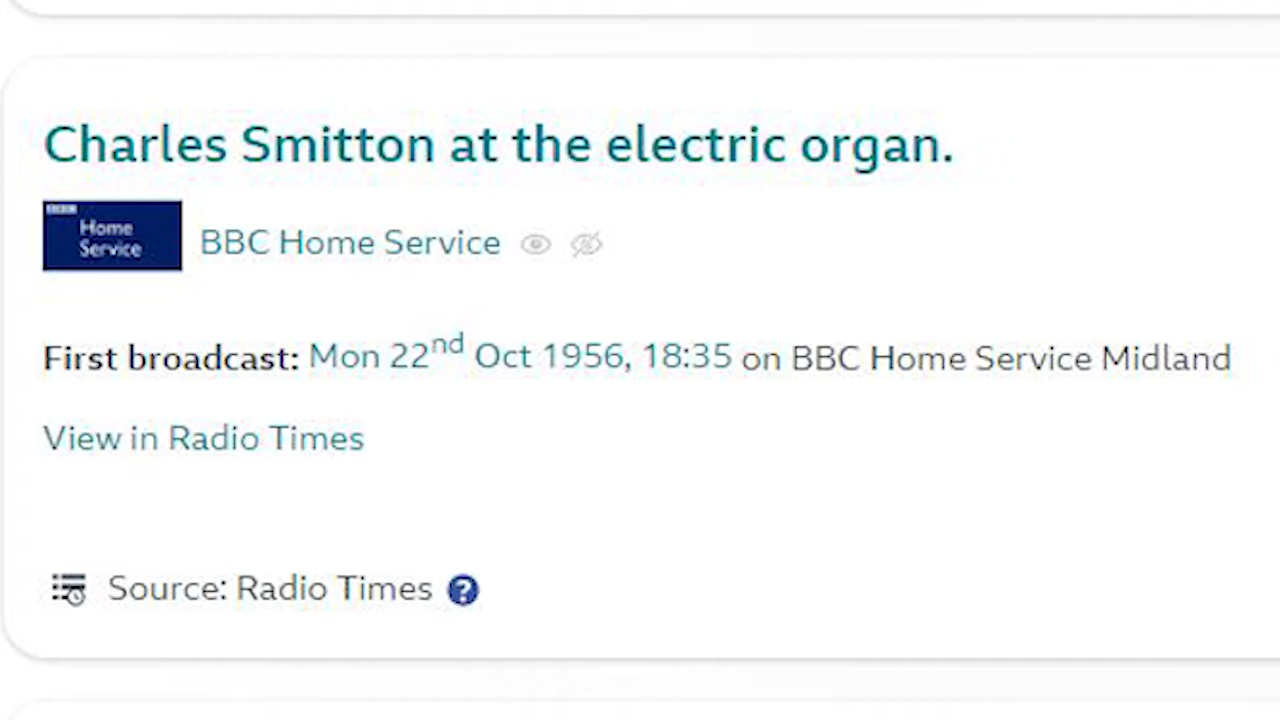 Charles Smitton at the electric organ.
BBC
Home
Service
BBC Home Service
First broadcast: Mon 22nd Oct 1956, 18:35 on BBC Home Service Midland
View in Radio Times
Source: Radio Times ?